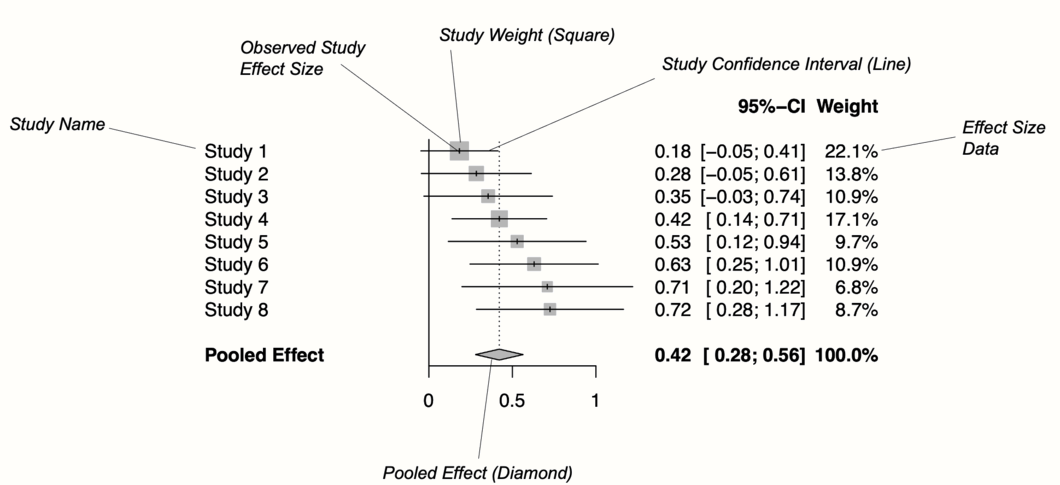 Observed Study
Effect Size
Study Weight (Square)
Study Confidence Interval (Line)
95%–CI Weight
Study Name
Effect Size
Data
Study 1 0.18 [–0.05; 0.41] 22.1%
Study 2 0.28 [–0.05; 0.61] 13.8%
Study 3 0.35 [–0.03; 0.74] 10.9%
Study 4 0.42 [ 0.14; 0.71] 17.1%
Study 5 0.53 [ 0.12; 0.94] 9.7%
Study 6 0.63 [ 0.25; 1.01] 10.9%
Study 7 0.71 [ 0.20; 1.22] 6.8%
Study 8 0.72 [ 0.28; 1.17] 8.7%
Pooled Effect 0.42 [ 0.28; 0.56] 100.0%
0 0.5 1
Pooled Effect (Diamond)